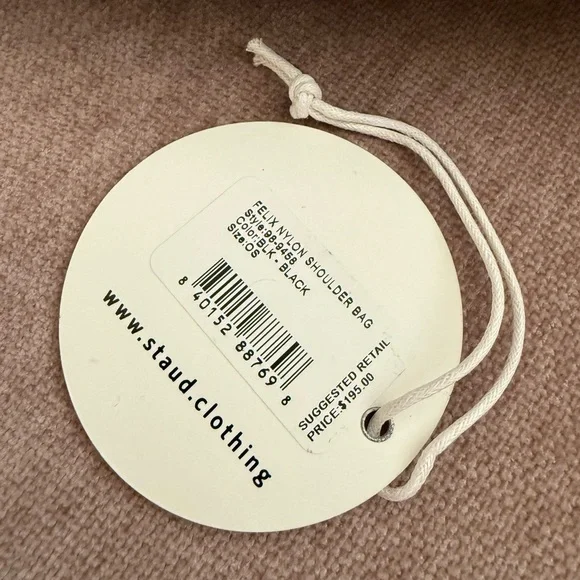 FELIX NYLON SHOULDER BAG
Style:98-9456
Color:BLK - BLACK
Size:OS
8 40152 88769 8
SUGGESTED RETAIL
PRICE:$195.00
www.staud.clothing